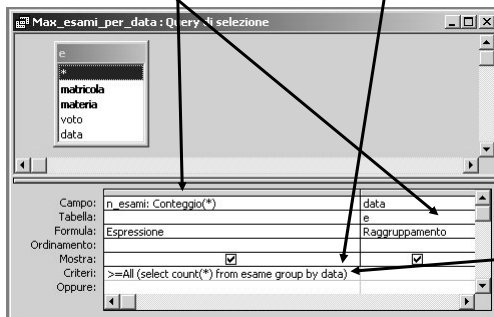 Max_esami_per_data : Query di selezione
e
*
matricola
materia
voto
data
Campo: n_esami: Conteggio(*) data
Tabella: e
Formula: Espressione Raggruppamento
Ordinamento:
Mostra:
Criteri: >=All (select count(*) from esame group by data)
Oppure: